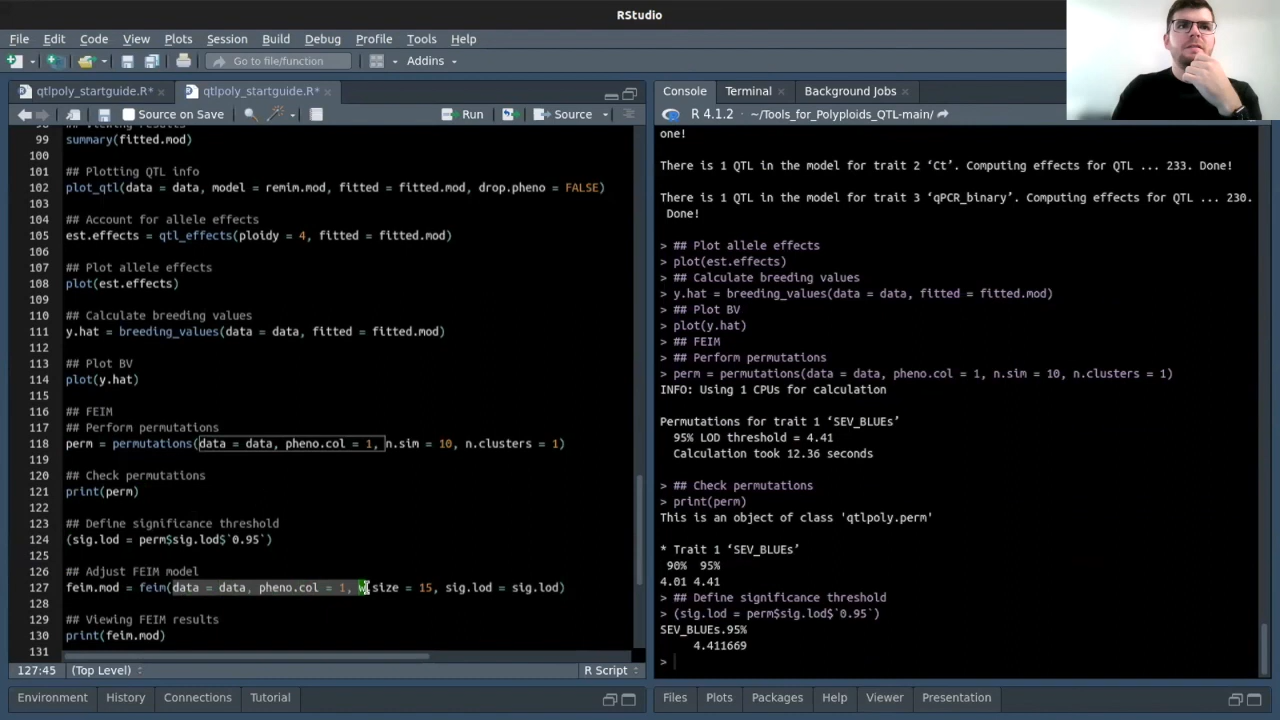 RStudio
File Edit Code View Plots Session Build Debug Profile Tools Help
Go to file/function Addins
qtlpoly_startguide.R* × qtlpoly_startguide.R* ×
Source on Save Run Source
98 ## Viewing results
99 summary(fitted.mod)
100
101 ## Plotting QTL info
102 plot_qtl(data = data, model = remim.mod, fitted = fitted.mod, drop.pheno = FALSE)
103
104 ## Account for allele effects
105 est.effects = qtl_effects(ploidy = 4, fitted = fitted.mod)
106
107 ## Plot allele effects
108 plot(est.effects)
109
110 ## Calculate breeding values
111 y.hat = breeding_values(data = data, fitted = fitted.mod)
112
113 ## Plot BV
114 plot(y.hat)
115
116 ## FEIM
117 ## Perform permutations
118 perm = permutations(data = data, pheno.col = 1, n.sim = 10, n.clusters = 1)
119
120 ## Check permutations
121 print(perm)
122
123 ## Define significance threshold
124 (sig.lod = perm$sig.lod$`0.95`)
125
126 ## Adjust FEIM model
127 feim.mod = feim(data = data, pheno.col = 1, w.size = 15, sig.lod = sig.lod)
128
129 ## Viewing FEIM results
130 print(feim.mod)
131
127:45 (Top Level) R Script
Environment History Connections Tutorial
Console Terminal × Background Jobs ×
R 4.1.2 · ~/Tools_for_Polyploids_QTL-main/
one!
There is 1 QTL in the model for trait 2 ‘Ct’. Computing effects for QTL ... 233. Done!
There is 1 QTL in the model for trait 3 ‘qPCR_binary’. Computing effects for QTL ... 230.
Done!
> ## Plot allele effects
> plot(est.effects)
> ## Calculate breeding values
> y.hat = breeding_values(data = data, fitted = fitted.mod)
> ## Plot BV
> plot(y.hat)
> ## FEIM
> ## Perform permutations
> perm = permutations(data = data, pheno.col = 1, n.sim = 10, n.clusters = 1)
INFO: Using 1 CPUs for calculation
Permutations for trait 1 ‘SEV_BLUEs’
95% LOD threshold = 4.41
Calculation took 12.36 seconds
> ## Check permutations
> print(perm)
This is an object of class 'qtlpoly.perm'
* Trait 1 ‘SEV_BLUEs’
90% 95%
4.01 4.41
> ## Define significance threshold
> (sig.lod = perm$sig.lod$`0.95`)
SEV_BLUEs.95%
4.411669
>
Files Plots Packages Help Viewer Presentation